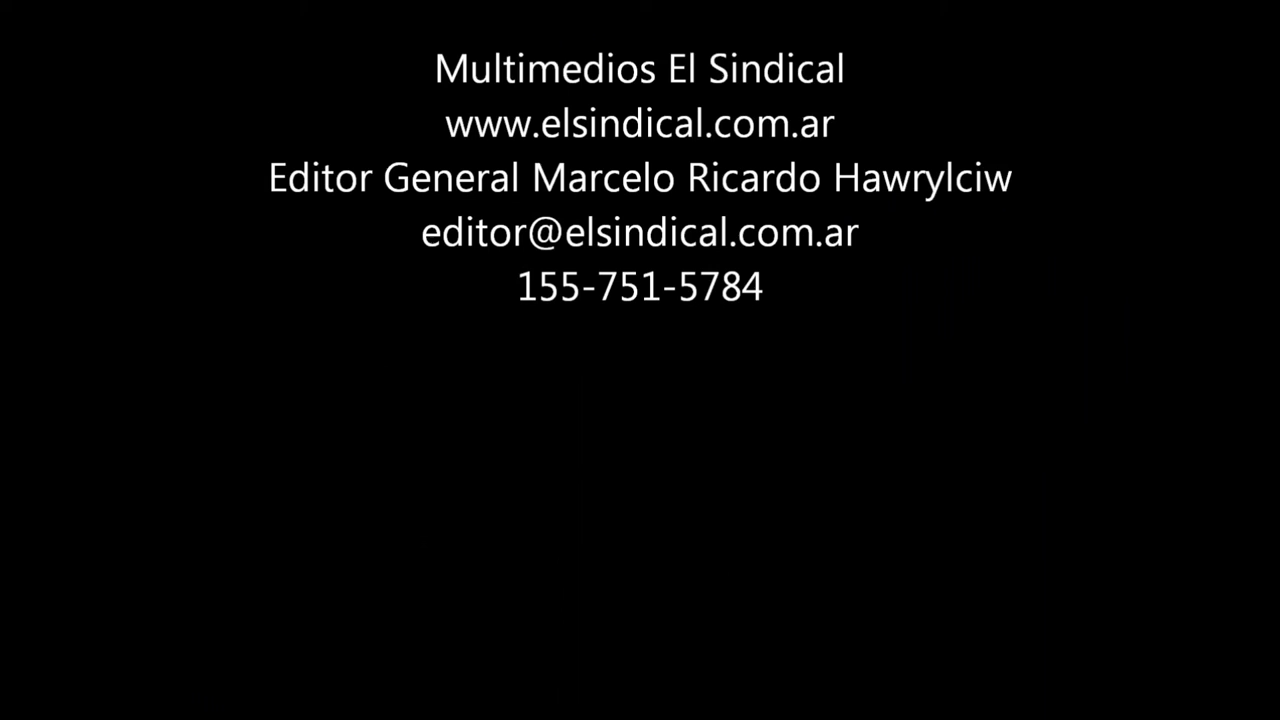 Multimedios El Sindical
www.elsindical.com.ar
Editor General Marcelo Ricardo Hawrylciw
editor@elsindical.com.ar
155-751-5784